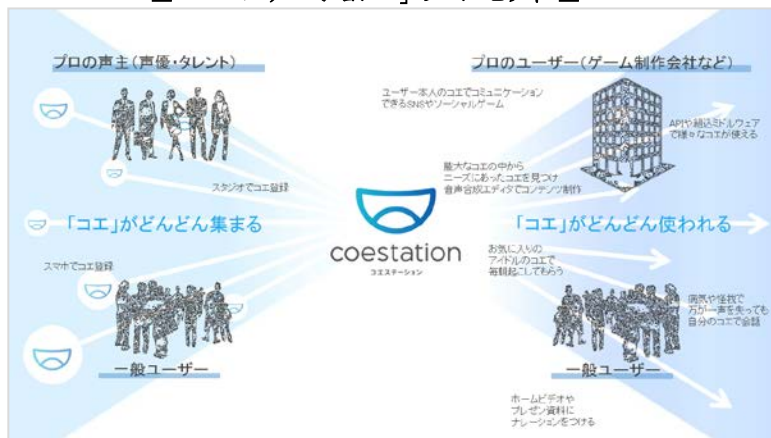 プロの声主（声優・タレント）
スタジオでコエ登録
「コエ」がどんどん集まる
スマホでコエ登録
一般ユーザー
coestation
コエステーション
プロのユーザー（ゲーム制作会社など）
ユーザー本人のコエでコミュニケーション
できるSNSやソーシャルゲーム
APIや組込ミドルウェア
で様々なコエが使える
膨大なコエの中から
ニーズにあったコエを見つけ
音声合成エディタでコンテンツ制作
「コエ」がどんどん使われる
お気に入りの
アイドルのコエで
毎朝起こしてもらう
病気や怪我で
万が一声を失っても
自分のコエで会話
一般ユーザー
ホームビデオや
プレゼン資料に
ナレーションをつける